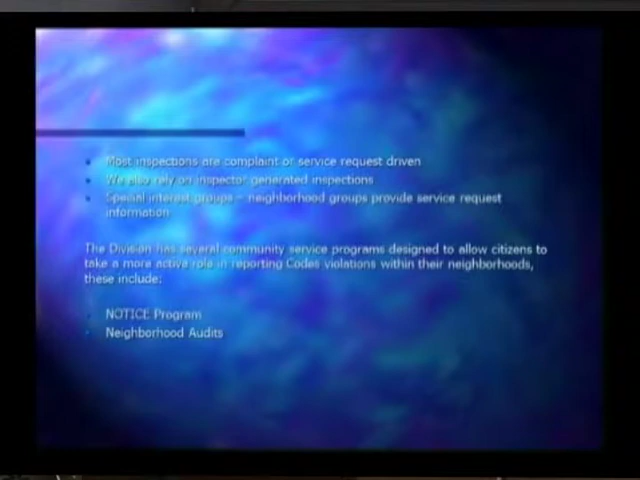 Most inspections are complaint or service request driven
We also rely on inspector generated inspections
Special interest groups – neighborhood groups provide service request
information
The Division has several community service programs designed to allow citizens to
take a more active role in reporting Codes violations within their neighborhoods,
these include:
NOTICE Program
Neighborhood Audits